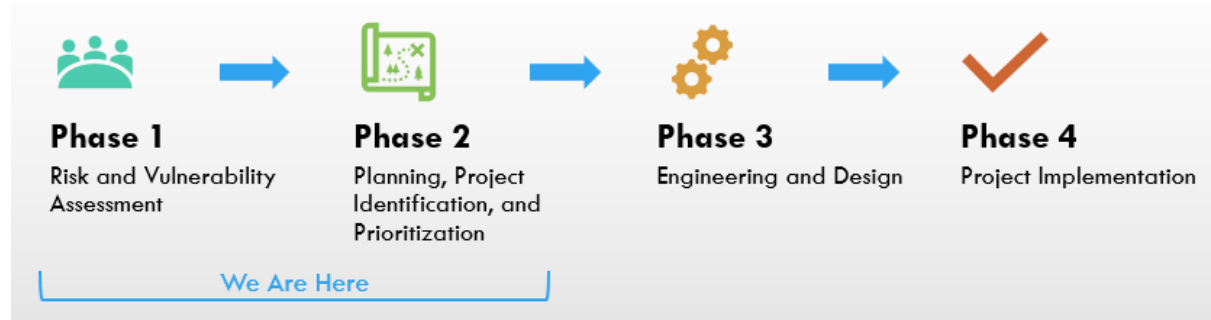 Phase 1
Risk and Vulnerability
Assessment
Phase 2
Planning, Project
Identification, and
Prioritization
Phase 3
Engineering and Design
Phase 4
Project Implementation
We Are Here